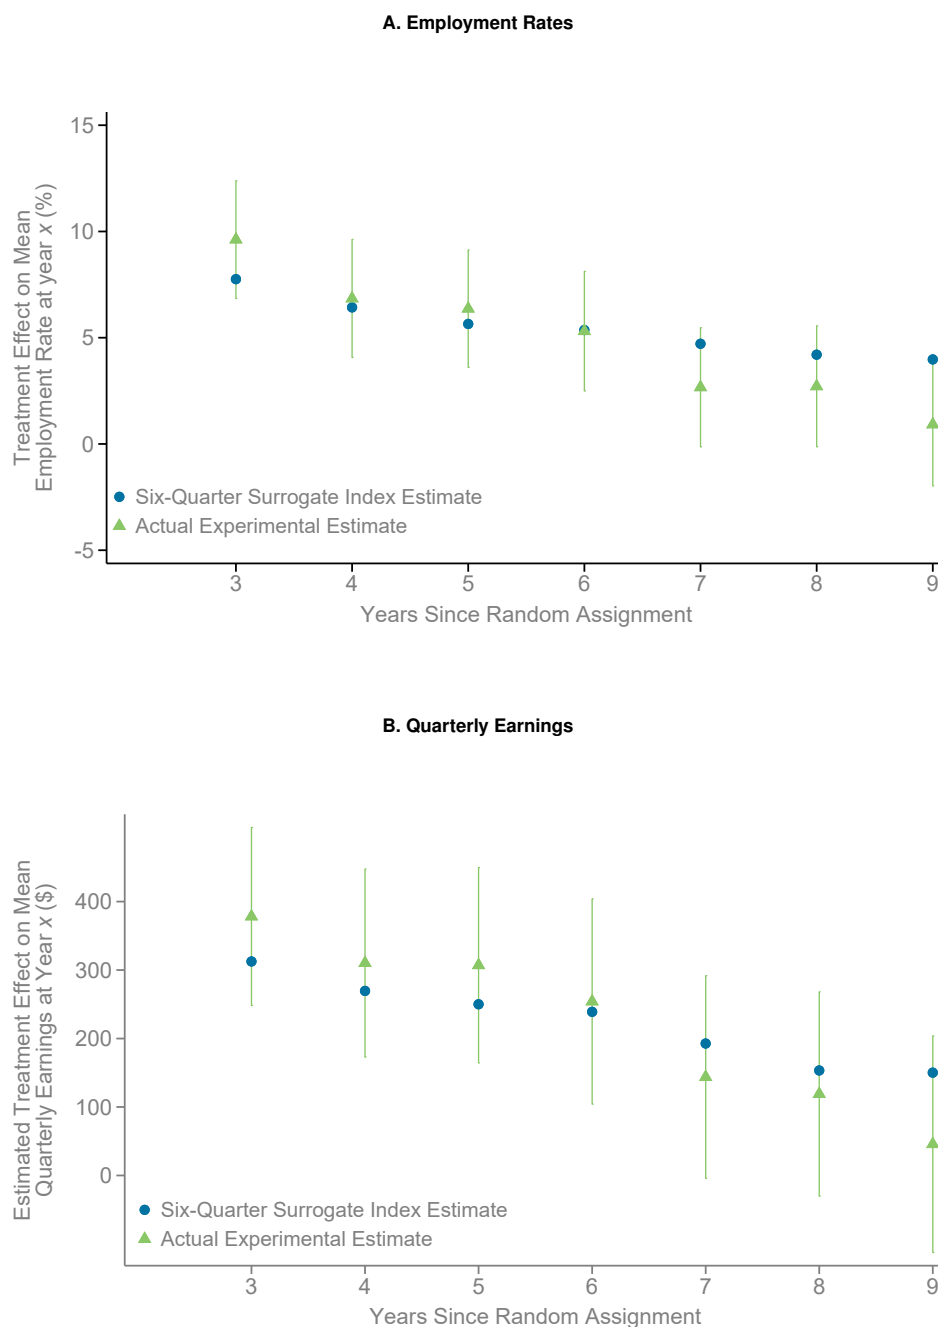 A. Employment Rates
Treatment Effect on Mean
Employment Rate at year x (%)
15
10
5
0
-5
Six-Quarter Surrogate Index Estimate
Actual Experimental Estimate
3 4 5 6 7 8 9
Years Since Random Assignment
B. Quarterly Earnings
Estimated Treatment Effect on Mean
Quarterly Earnings at Year x ($)
400
300
200
100
0
Six-Quarter Surrogate Index Estimate
Actual Experimental Estimate
3 4 5 6 7 8 9
Years Since Random Assignment